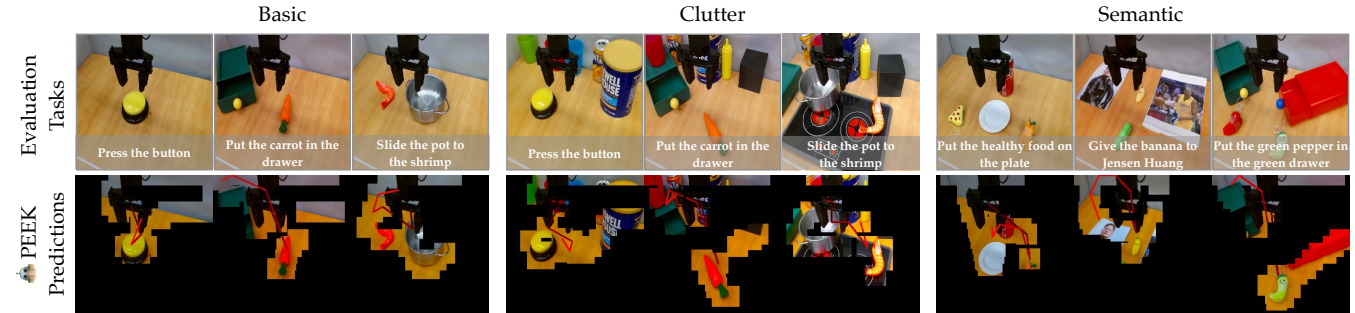 Basic
Clutter
Semantic
Evaluation
Tasks
Press the button
Put the carrot in the
drawer
Slide the pot to
the shrimp
Press the button
Put the carrot in the
drawer
Slide the pot to
the shrimp
Put the healthy food on
the plate
Give the banana to
Jensen Huang
Put the green pepper in
the green drawer
PEEK
Predictions